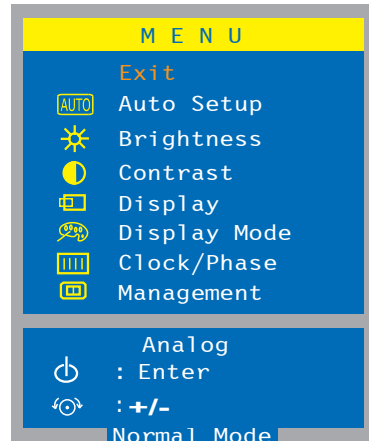 M E N U
Exit
AUTO Auto Setup
Brightness
Contrast
Display
Display Mode
Clock/Phase
Management
Analog
: Enter
: +/-
Normal Mode